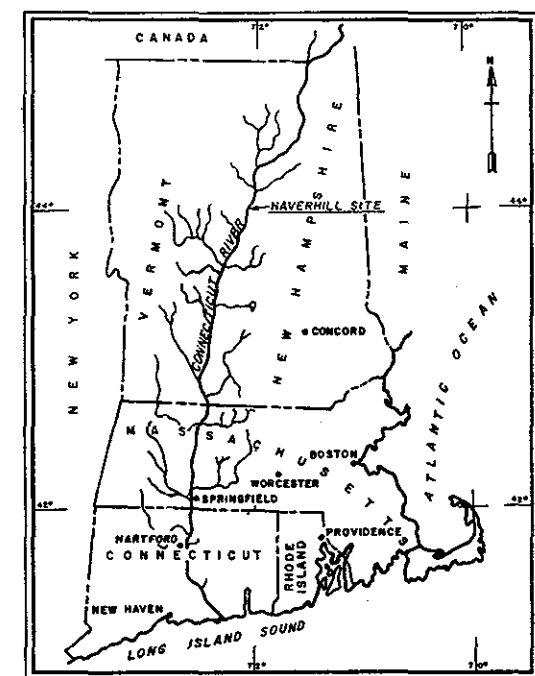 CANADA
72°
70°
N
44°
44°
HAVERHILL SITE
VERMONT
CONNECTICUT RIVER
NEW HAMPSHIRE
MAINE
NEW YORK
CONCORD
ATLANTIC OCEAN
MASSACHUSETTS
BOSTON
WORCESTER
SPRINGFIELD
42°
42°
HARTFORD
CONNECTICUT
RHODE
ISLAND
PROVIDENCE
NEW HAVEN
LONG ISLAND SOUND
72°
70°